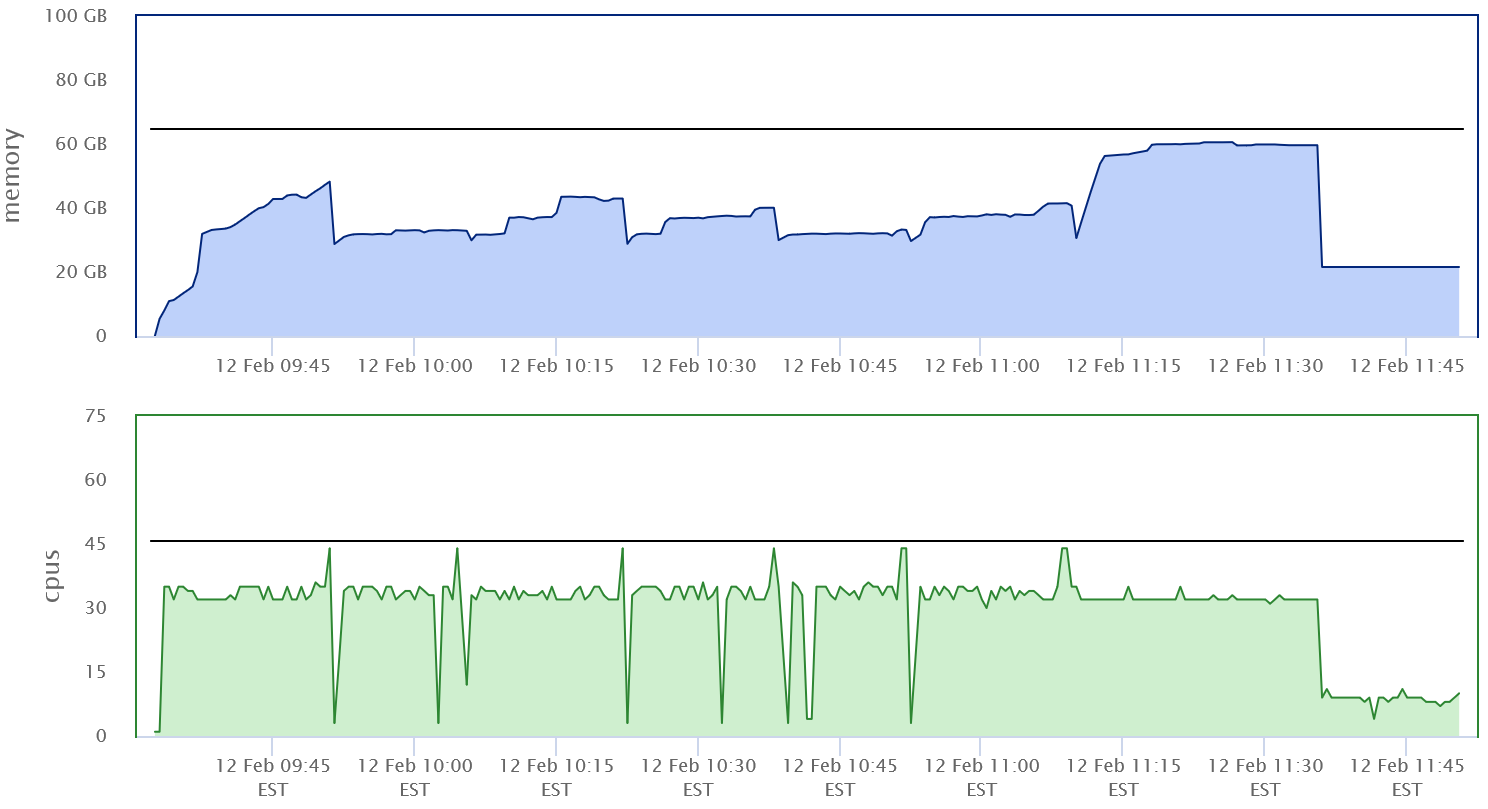 100 GB
80 GB
60 GB
40 GB
20 GB
0
memory
12 Feb 09:45
12 Feb 10:00
12 Feb 10:15
12 Feb 10:30
12 Feb 10:45
12 Feb 11:00
12 Feb 11:15
12 Feb 11:30
12 Feb 11:45
75
60
45
30
15
0
cpus
12 Feb 09:45
EST
12 Feb 10:00
EST
12 Feb 10:15
EST
12 Feb 10:30
EST
12 Feb 10:45
EST
12 Feb 11:00
EST
12 Feb 11:15
EST
12 Feb 11:30
EST
12 Feb 11:45
EST